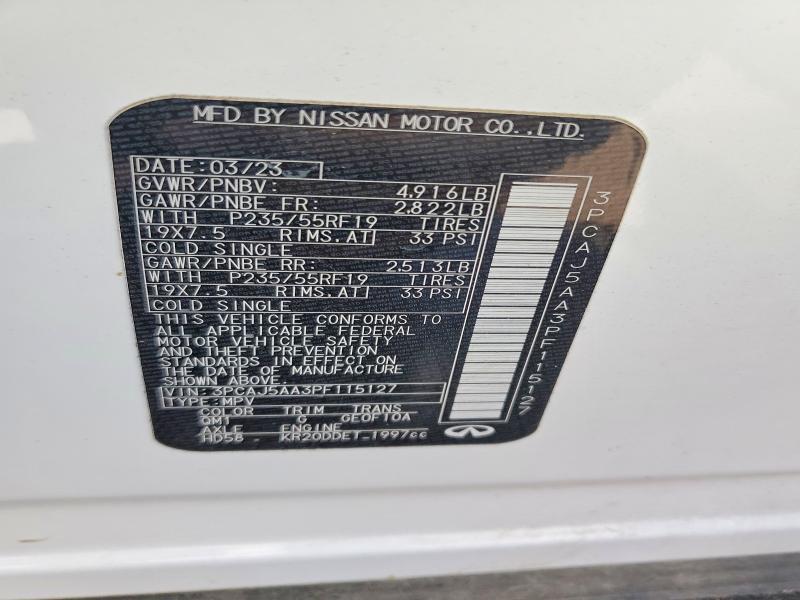 MFD BY NISSAN MOTOR CO.,LTD.
DATE:03/23
GVWR/PNBV: 4,916LB
GAWR/PNBE FR: 2,822LB
WITH P235/55RF19 TIRES
19X7.5 RIMS.AT 33 PSI
COLD SINGLE
GAWR/PNBE RR: 2,513LB
WITH P235/55RF19 TIRES
19X7.5 RIMS.AT 33 PSI
COLD SINGLE
THIS VEHICLE CONFORMS TO
ALL APPLICABLE FEDERAL
MOTOR VEHICLE SAFETY
AND THEFT PREVENTION
STANDARDS IN EFFECT ON
THE DATE OF MANUFACTURE
SHOWN ABOVE.
VIN: 3PCAJ5AA3PF115127
TYPE: MPV
COLOR TRIM TRANS
QM1 G GE0F10A
AXLE ENGINE
HD58 KR20DDET 1997cc
3PCAJ5AA3PF115127